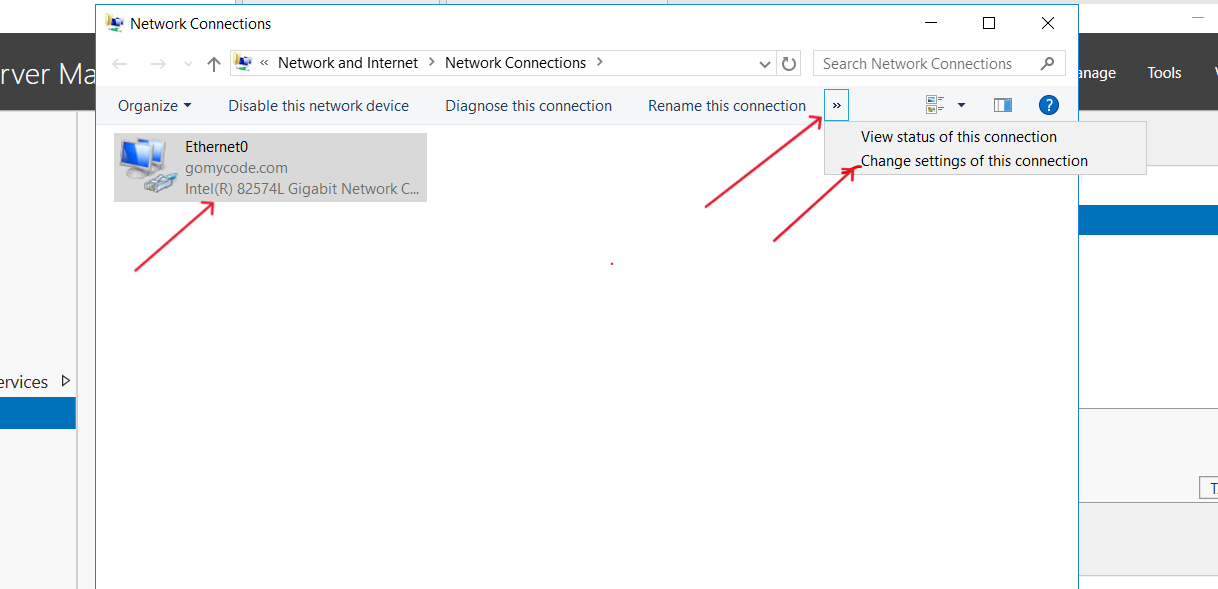 Network Connections
rver Ma
« Network and Internet > Network Connections >
Search Network Connections
anage
Tools
Organize
Disable this network device
Diagnose this connection
Rename this connection
»
?
View status of this connection
Change settings of this connection
Ethernet0
gomycode.com
Intel(R) 82574L Gigabit Network C...
ervices